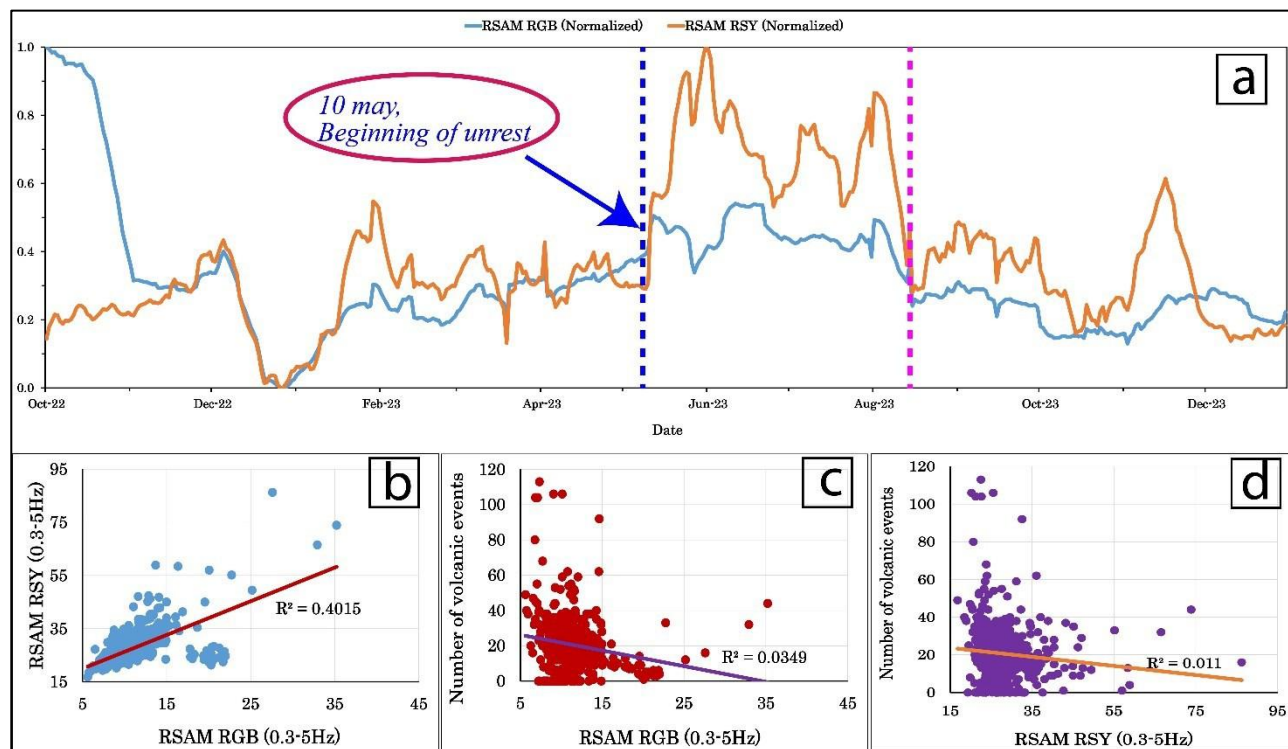 RSAM RGB (Normalized) RSAM RSY (Normalized)
a
1.0
0.8
0.6
0.4
0.2
0.0
10 may,
Beginning of unrest
Oct-22 Dec-22 Feb-23 Apr-23 Jun-23 Aug-23 Oct-23 Dec-23
Date
b
RSAM RSY (0.3-5Hz)
95
75
55
35
15
R² = 0.4015
5 15 25 35 45
RSAM RGB (0.3-5Hz)
c
Number of volcanic events
120
100
80
60
40
20
0
R² = 0.0349
5 15 25 35 45
RSAM RGB (0.3-5Hz)
d
Number of volcanic events
120
100
80
60
40
20
0
R² = 0.011
15 25 35 45 55 65 75 85 95
RSAM RSY (0.3-5Hz)